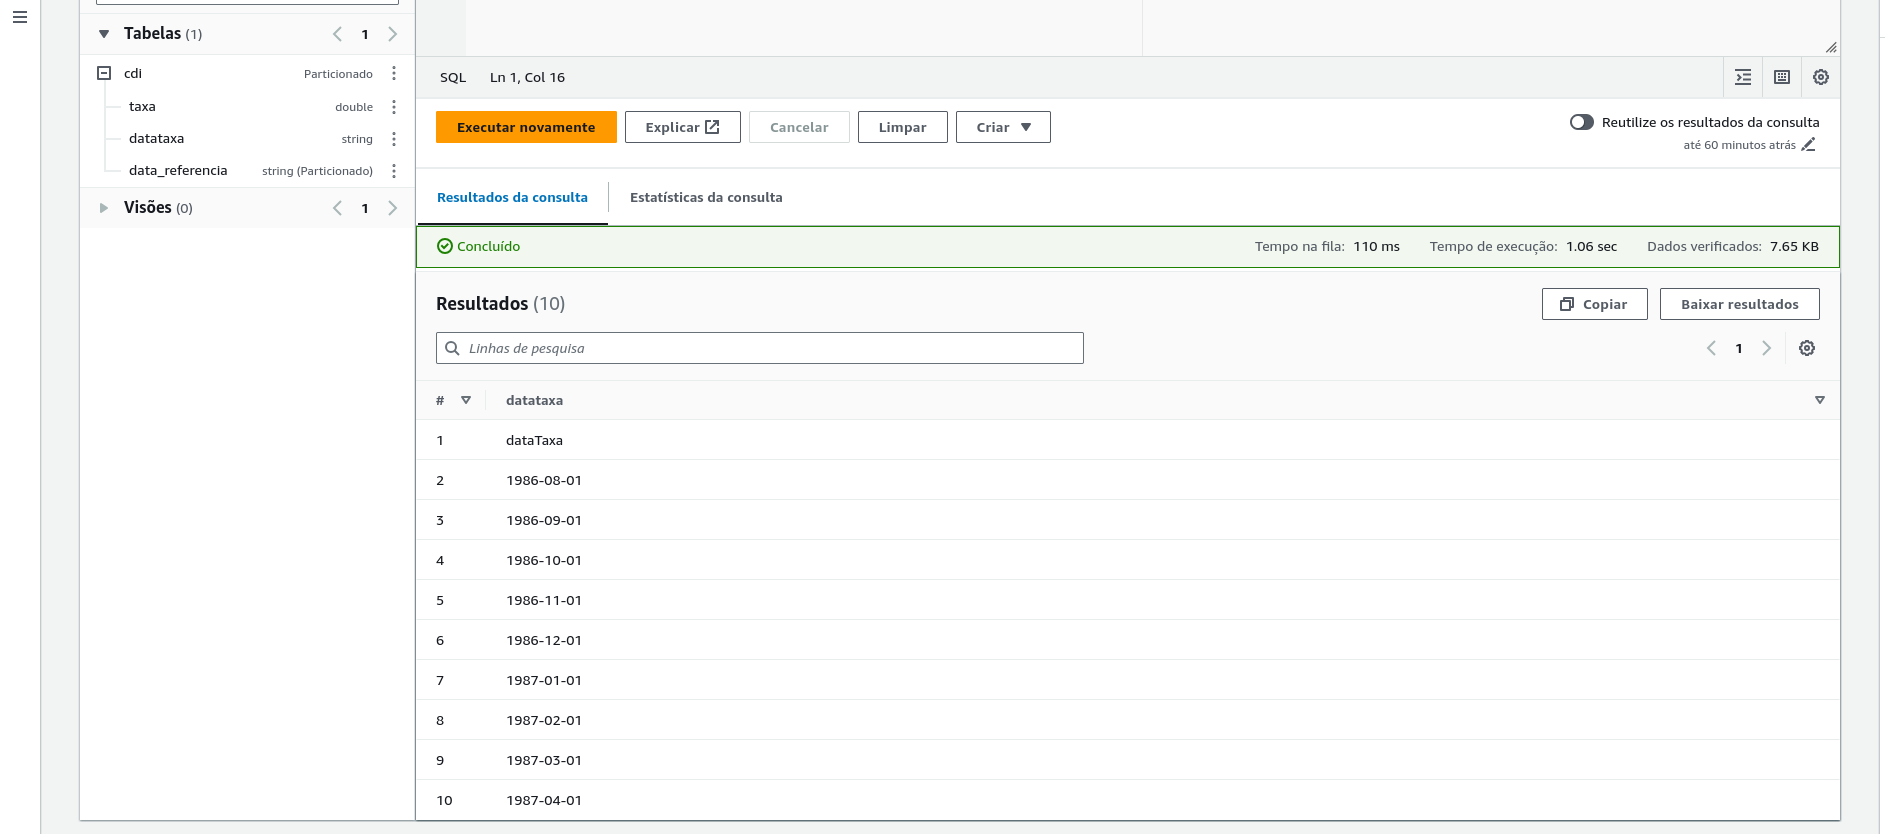 Tabelas (1)
1
cdi
Particionado
taxa
double
datataxa
string
data_referencia
string (Particionado)
Visões (0)
1
SQL
Ln 1, Col 16
Executar novamente
Explicar
Cancelar
Limpar
Criar
Reutilize os resultados da consulta
até 60 minutos atrás
Resultados da consulta
Estatísticas da consulta
Concluído
Tempo na fila: 110 ms
Tempo de execução: 1.06 sec
Dados verificados: 7.65 KB
Resultados (10)
Copiar
Baixar resultados
Linhas de pesquisa
1
# datataxa
1 dataTaxa
2 1986-08-01
3 1986-09-01
4 1986-10-01
5 1986-11-01
6 1986-12-01
7 1987-01-01
8 1987-02-01
9 1987-03-01
10 1987-04-01